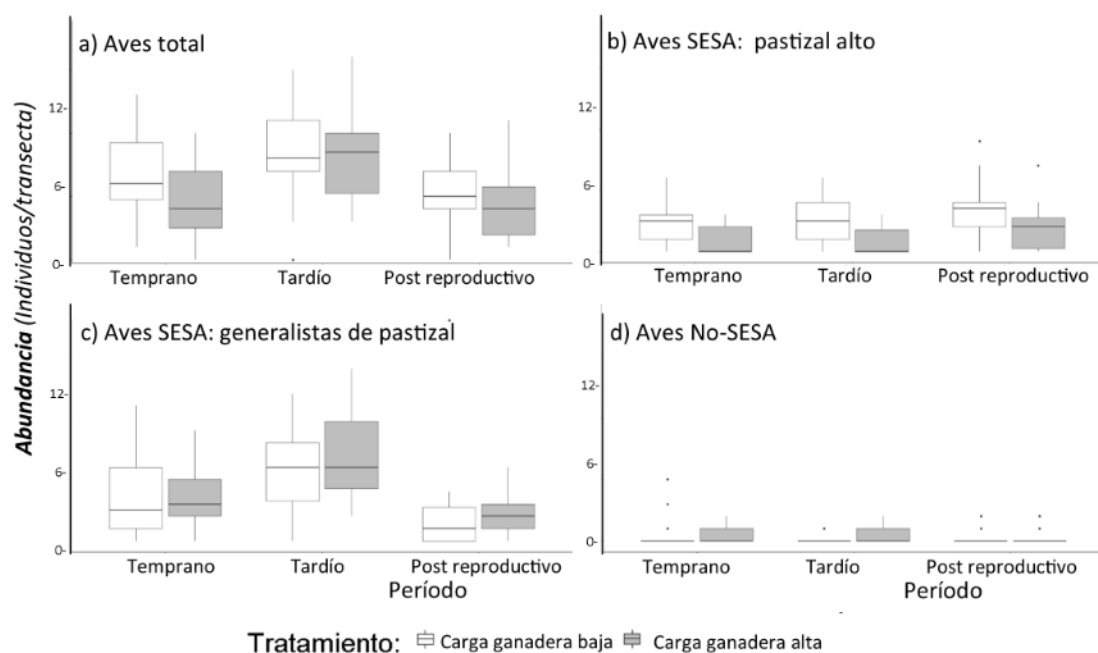 Abundancia (Individuos/transecta)
a) Aves total
12-
6-
0-
Temprano Tardío Post reproductivo
b) Aves SESA: pastizal alto
12-
6-
0-
Temprano Tardío Post reproductivo
c) Aves SESA: generalistas de pastizal
12-
6-
0-
Temprano Tardío Post reproductivo
Período
d) Aves No-SESA
12-
6-
0-
Temprano Tardío Post reproductivo
Período
Tratamiento: Carga ganadera baja Carga ganadera alta